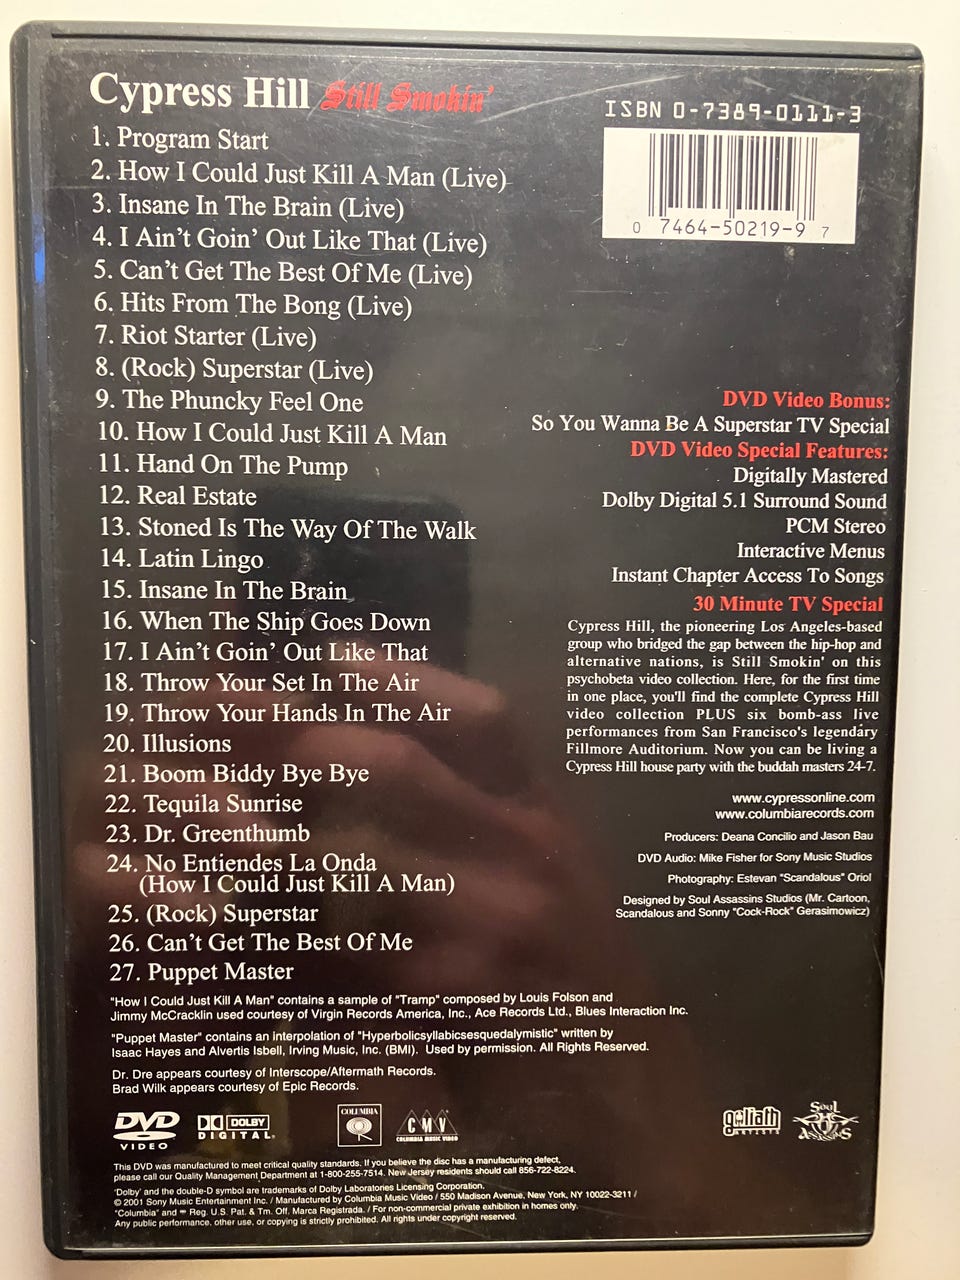 Cypress Hill Still Smokin'
1. Program Start
2. How I Could Just Kill A Man (Live)
3. Insane In The Brain (Live)
4. I Ain't Goin' Out Like That (Live)
5. Can't Get The Best Of Me (Live)
6. Hits From The Bong (Live)
7. Riot Starter (Live)
8. (Rock) Superstar (Live)
9. The Phuncky Feel One
10. How I Could Just Kill A Man
11. Hand On The Pump
12. Real Estate
13. Stoned Is The Way Of The Walk
14. Latin Lingo
15. Insane In The Brain
16. When The Ship Goes Down
17. I Ain't Goin' Out Like That
18. Throw Your Set In The Air
19. Throw Your Hands In The Air
20. Illusions
21. Boom Biddy Bye Bye
22. Tequila Sunrise
23. Dr. Greenthumb
24. No Entiendes La Onda
(How I Could Just Kill A Man)
25. (Rock) Superstar
26. Can't Get The Best Of Me
27. Puppet Master
ISBN 0-7389-0111-3
0 7464-50219-9 7
DVD Video Bonus:
So You Wanna Be A Superstar TV Special
DVD Video Special Features:
Digitally Mastered
Dolby Digital 5.1 Surround Sound
PCM Stereo
Interactive Menus
Instant Chapter Access To Songs
30 Minute TV Special
Cypress Hill, the pioneering Los Angeles-based
group who bridged the gap between the hip-hop and
alternative nations, is Still Smokin' on this
psychobeta video collection. Here, for the first time
in one place, you'll find the complete Cypress Hill
video collection PLUS six bomb-ass live
performances from San Francisco's legendary
Fillmore Auditorium. Now you can be living a
Cypress Hill house party with the buddah masters 24-7.
www.cypressonline.com
www.columbiarecords.com
Producers: Deana Concilio and Jason Bau
DVD Audio: Mike Fisher for Sony Music Studios
Photography: Estevan "Scandalous" Oriol
Designed by Soul Assassins Studios (Mr. Cartoon,
Scandalous and Sonny "Cock-Rock" Gerasimowicz)
"How I Could Just Kill A Man" contains a sample of "Tramp" composed by Louis Folson and
Jimmy McCracklin used courtesy of Virgin Records America, Inc., Ace Records Ltd., Blues Interaction Inc.
"Puppet Master" contains an interpolation of "Hyperbolicsyllabicsesquedalymistic" written by
Isaac Hayes and Alvertis Isbell, Irving Music, Inc. (BMI). Used by permission. All Rights Reserved.
Dr. Dre appears courtesy of Interscope/Aftermath Records.
Brad Wilk appears courtesy of Epic Records.
DVD VIDEO
DOLBY DIGITAL
COLUMBIA
CMV
COLUMBIA MUSIC VIDEO
goliath ARTISTS
SOUL ASSASSINS
This DVD was manufactured to meet critical quality standards. If you believe the disc has a manufacturing defect,
please call our Quality Management Department at 1-800-255-7514. New Jersey residents should call 856-722-8224.
'Dolby' and the double-D symbol are trademarks of Dolby Laboratories Licensing Corporation.
© 2001 Sony Music Entertainment Inc. / Manufactured by Columbia Music Video / 550 Madison Avenue, New York, NY 10022-3211 /
"Columbia" and Reg. U.S. Pat. & Tm. Off. Marca Registrada. / For non-commercial private exhibition in homes only.
Any public performance, other use, or copying is strictly prohibited. All rights under copyright reserved.